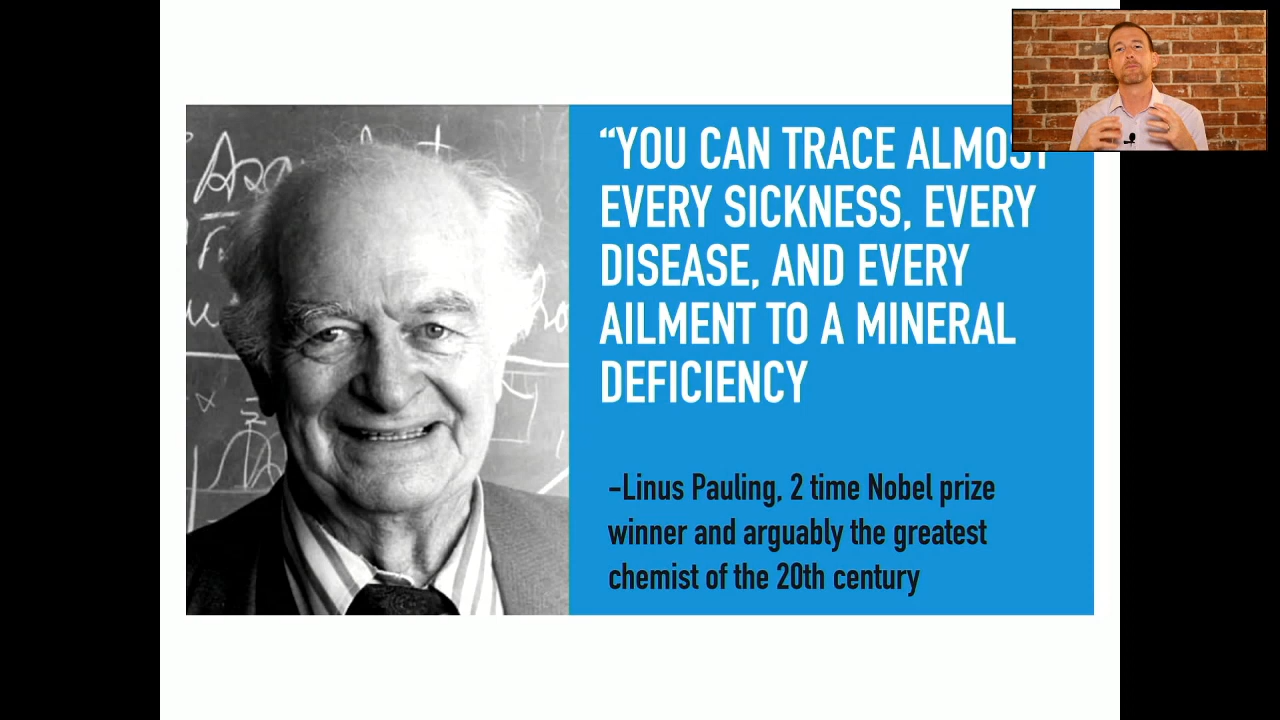 “YOU CAN TRACE ALMOST
EVERY SICKNESS, EVERY
DISEASE, AND EVERY
AILMENT TO A MINERAL
DEFICIENCY
–Linus Pauling, 2 time Nobel prize
winner and arguably the greatest
chemist of the 20th century